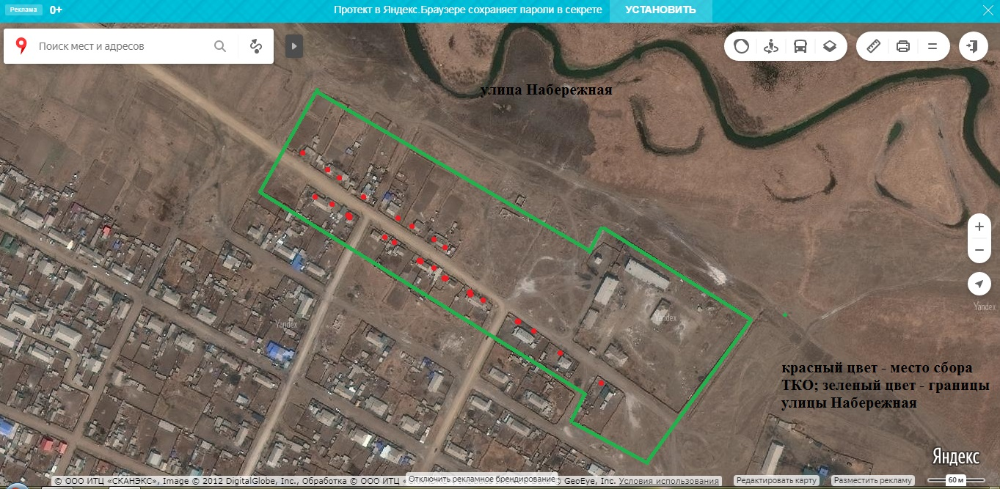 Реклама 0+ Протект в Яндекс.Браузере сохраняет пароли в секрете УСТАНОВИТЬ
Поиск мест и адресов
улица Набережная
Yandex
Yandex
Yandex
красный цвет - место сбора
ТКО; зеленый цвет - границы
улицы Набережная
Яндекс
© ООО ИТЦ «СКАНЭКС», Image © 2012 DigitalGlobe, Inc., Обработка © ООО ИТЦ « Отключить рекламное брендирование © GeoEye, Inc. Условия использования Редактировать карту Разместить рекламу 60 м